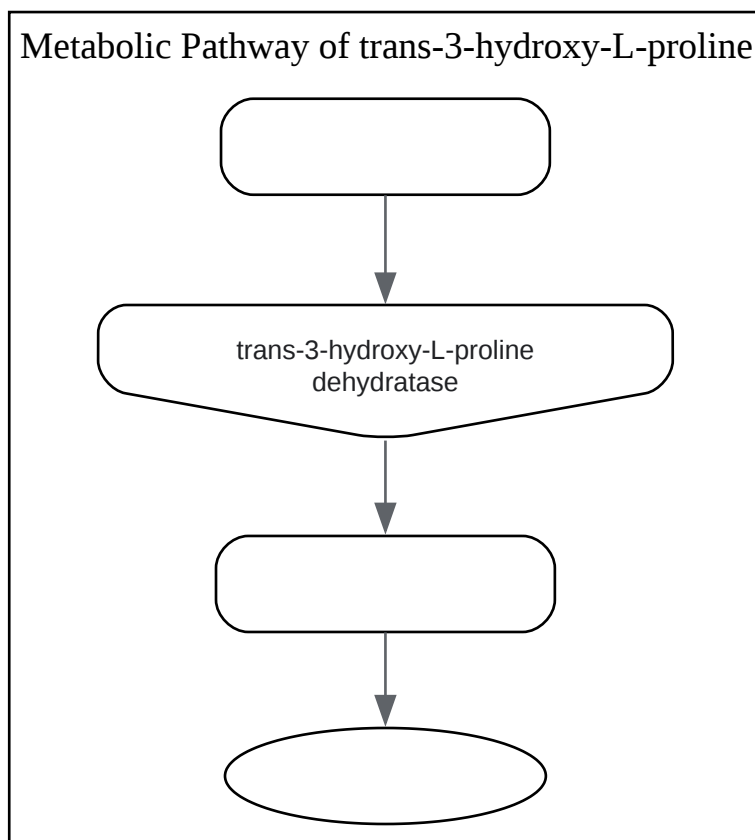 Metabolic Pathway of trans-3-hydroxy-L-proline
trans-3-hydroxy-L-proline
dehydratase